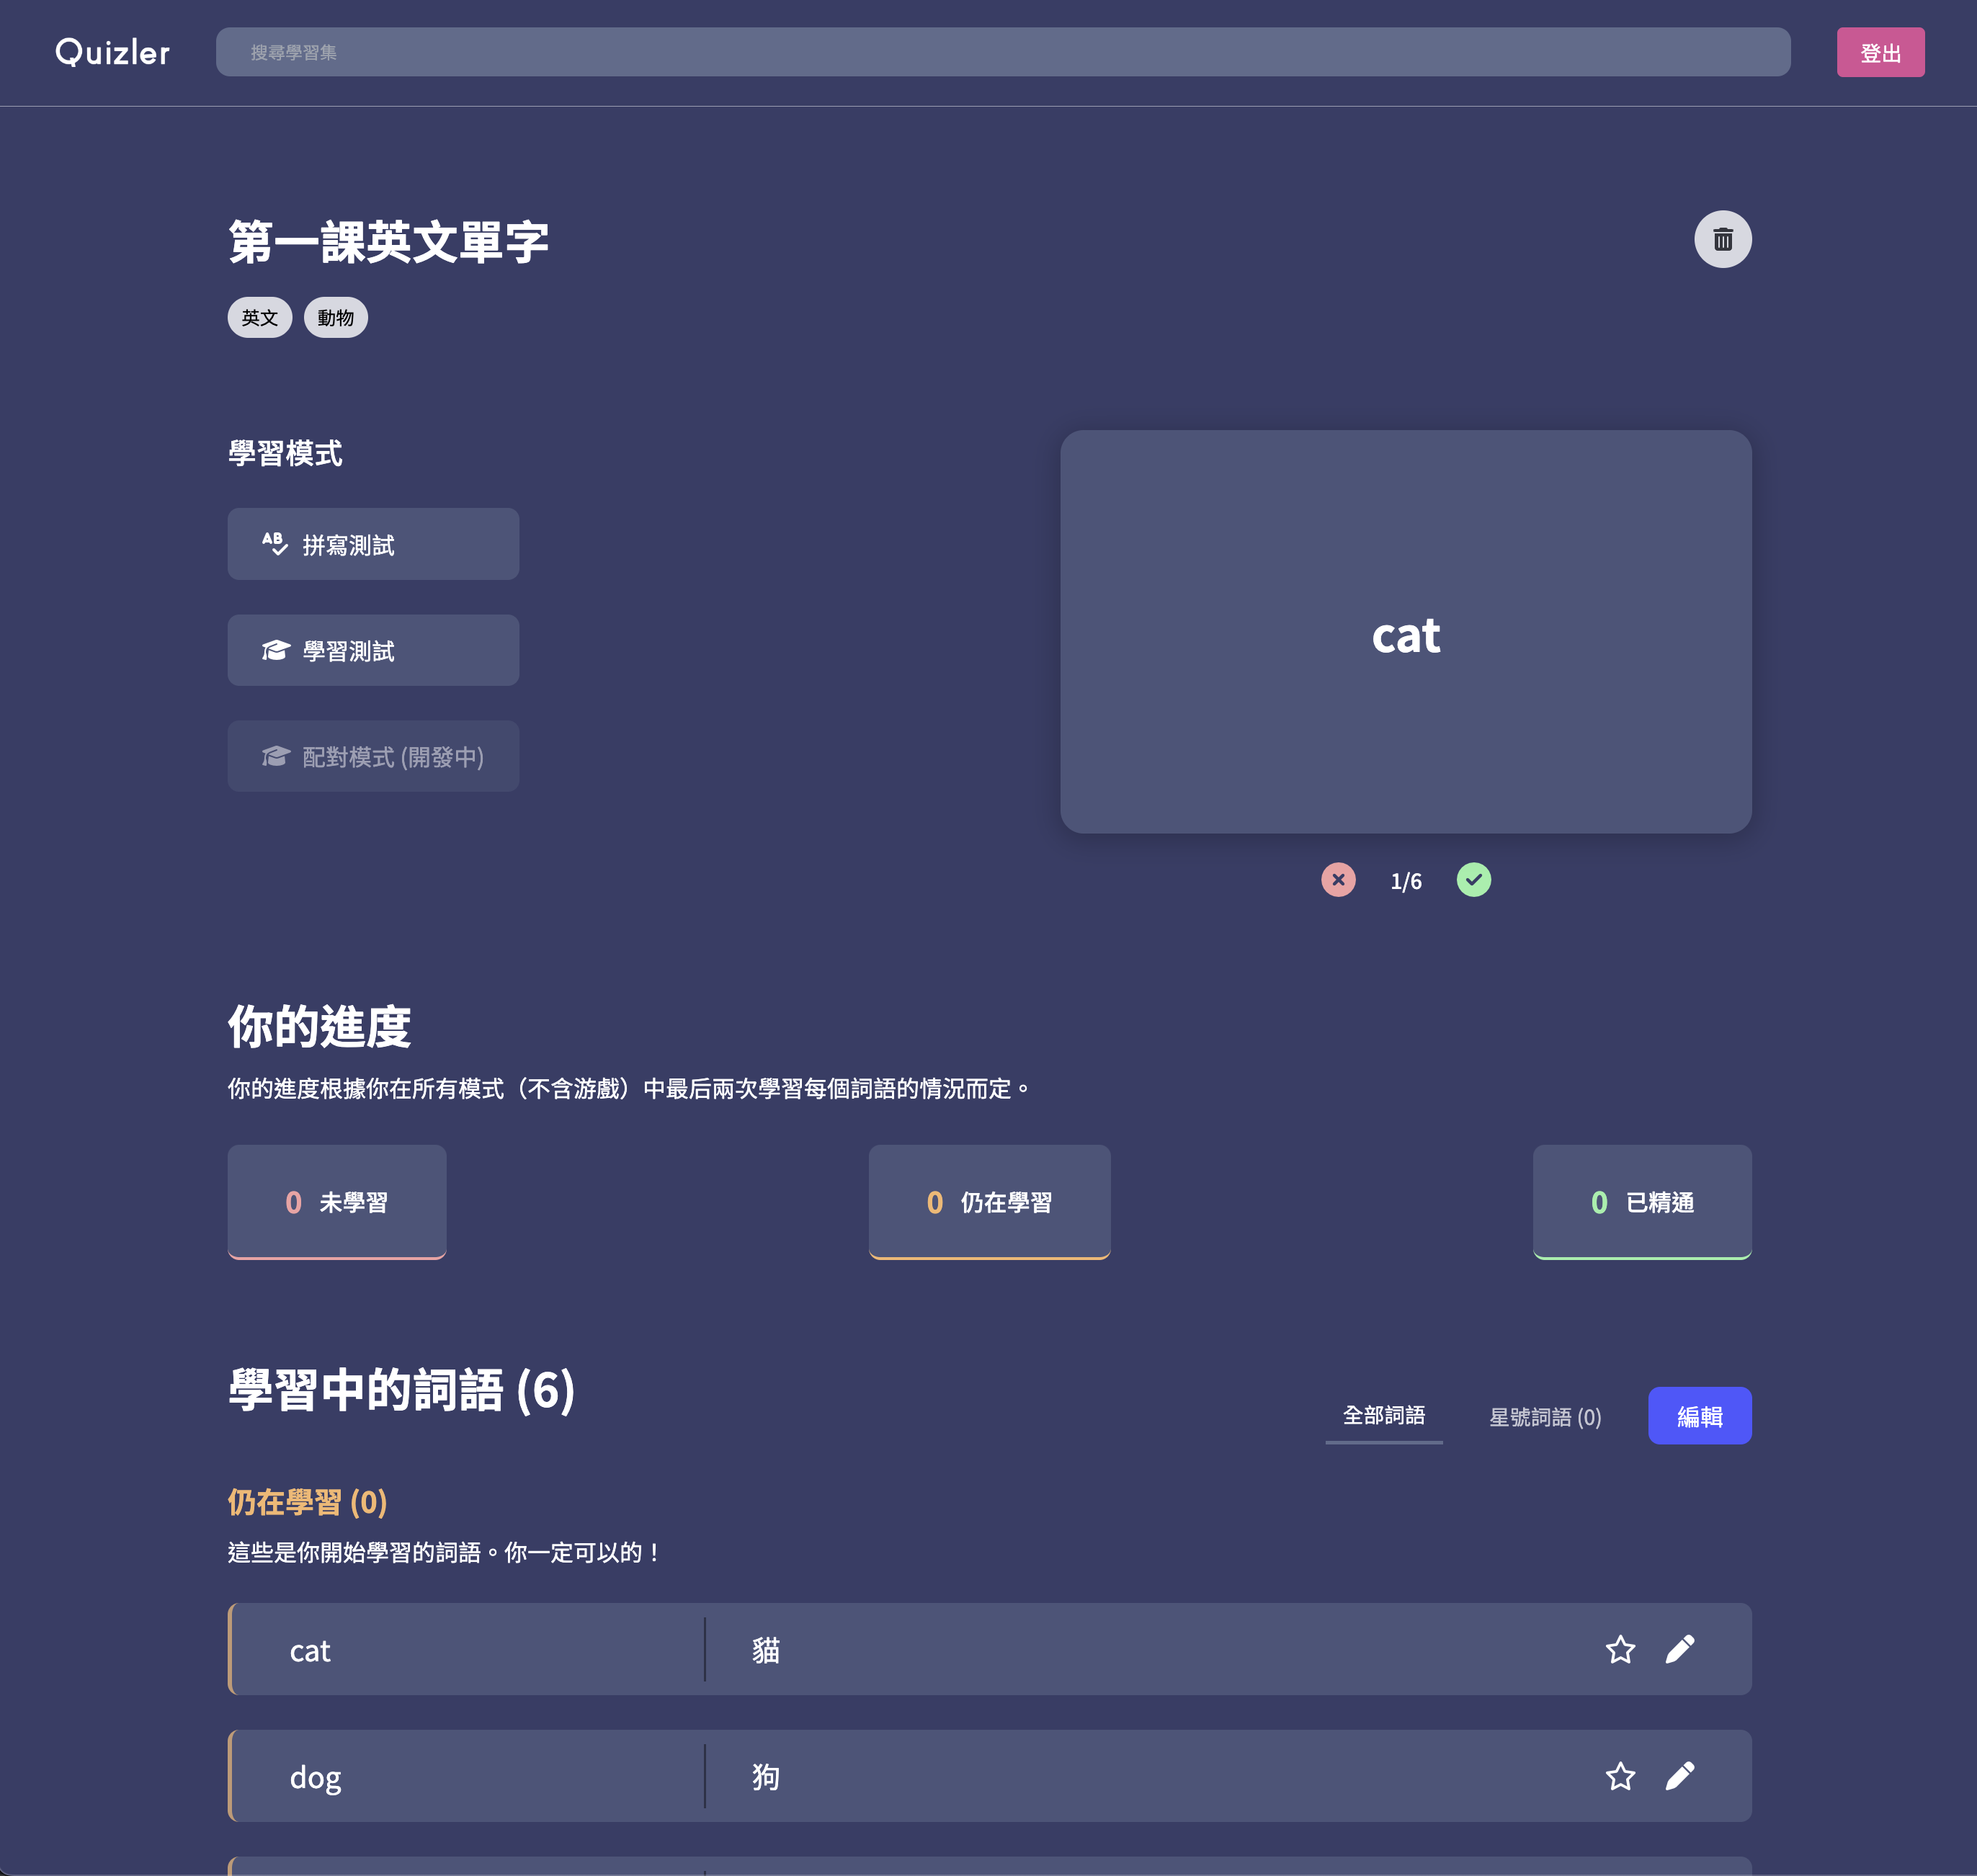 Quizler
搜尋學習集
登出
第一課英文單字
英文
動物
學習模式
拼寫測試
學習測試
配對模式 (開發中)
cat
1/6
你的進度
你的進度根據你在所有模式（不含游戲）中最后兩次學習每個詞語的情況而定。
0 未學習
0 仍在學習
0 已精通
學習中的詞語 (6)
全部詞語
星號詞語 (0)
編輯
仍在學習 (0)
這些是你開始學習的詞語。你一定可以的！
cat 貓
dog 狗